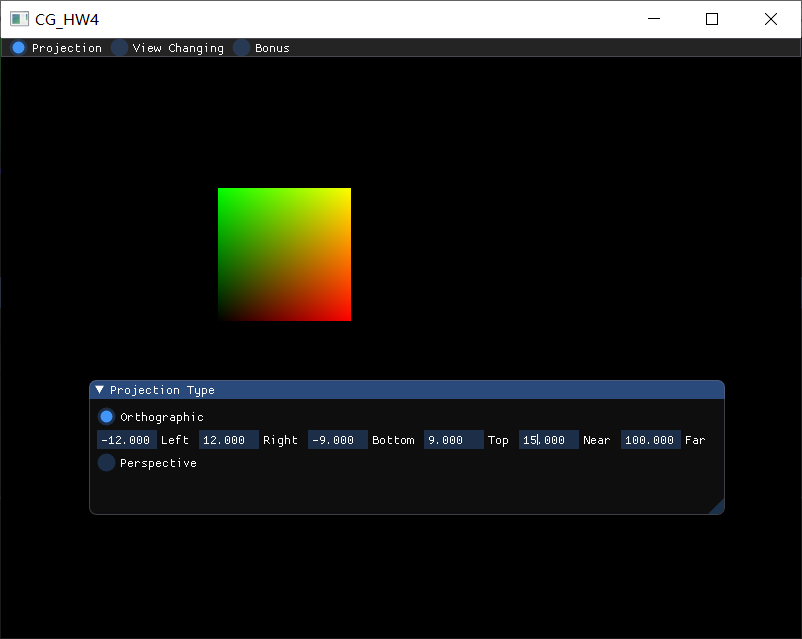 CG_HW4
Projection View Changing Bonus
Projection Type
Orthographic
-12.000 Left 12.000 Right -9.000 Bottom 9.000 Top 15.000 Near 100.000 Far
Perspective